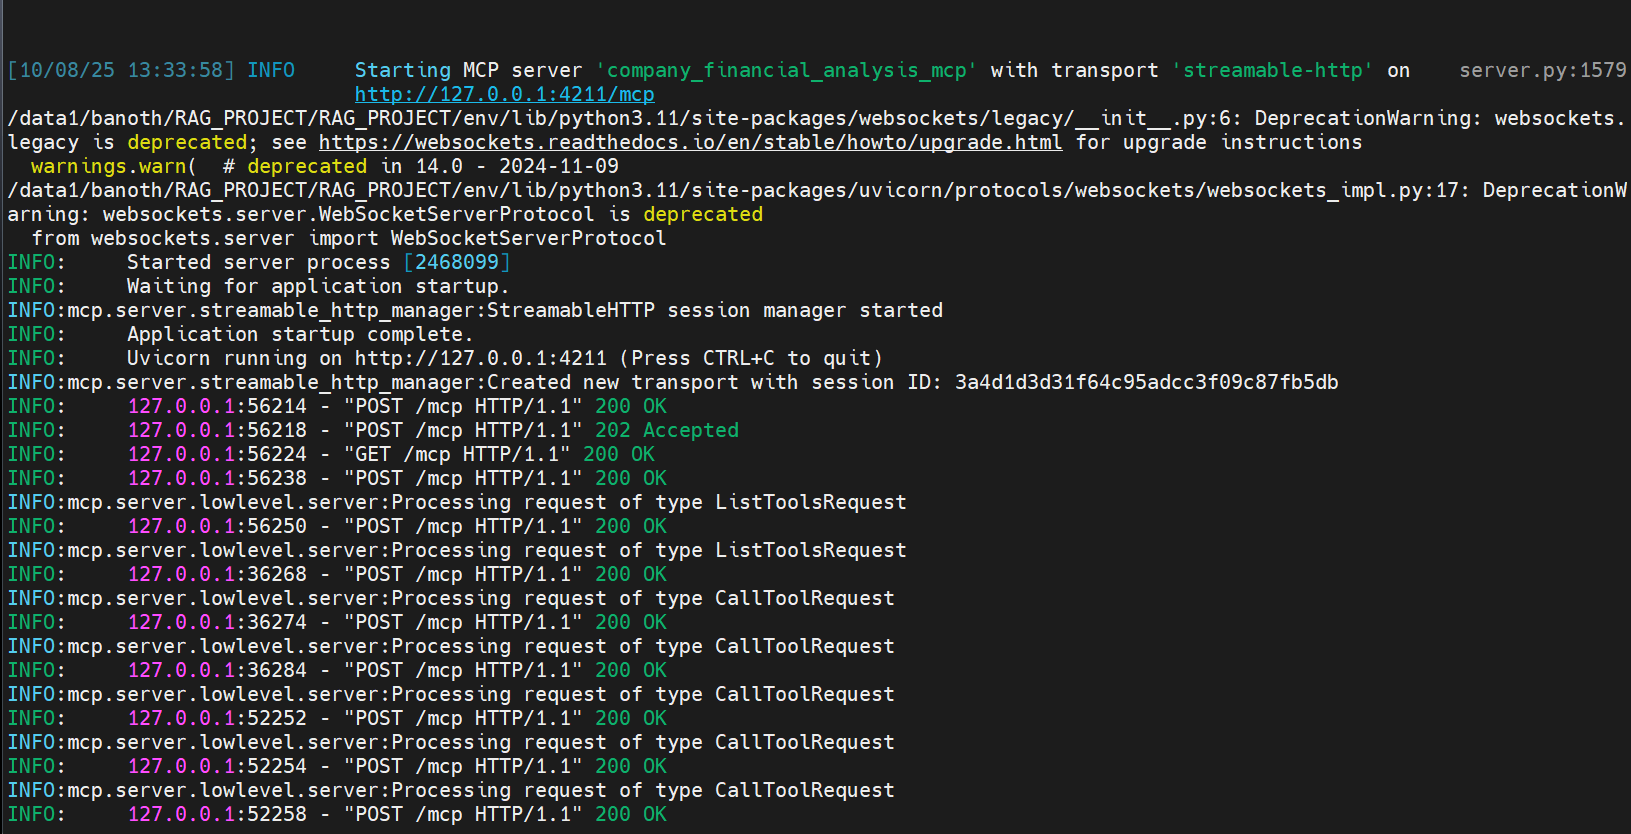 [10/08/25 13:33:58] INFO     Starting MCP server 'company_financial_analysis_mcp' with transport 'streamable-http' on    server.py:1579
http://127.0.0.1:4211/mcp
/data1/banoth/RAG_PROJECT/RAG_PROJECT/env/lib/python3.11/site-packages/websockets/legacy/__init__.py:6: DeprecationWarning: websockets.
legacy is deprecated; see https://websockets.readthedocs.io/en/stable/howto/upgrade.html for upgrade instructions
  warnings.warn(  # deprecated in 14.0 - 2024-11-09
/data1/banoth/RAG_PROJECT/RAG_PROJECT/env/lib/python3.11/site-packages/uvicorn/protocols/websockets/websockets_impl.py:17: DeprecationW
arning: websockets.server.WebSocketServerProtocol is deprecated
  from websockets.server import WebSocketServerProtocol
INFO:     Started server process [2468099]
INFO:     Waiting for application startup.
INFO:mcp.server.streamable_http_manager:StreamableHTTP session manager started
INFO:     Application startup complete.
INFO:     Uvicorn running on http://127.0.0.1:4211 (Press CTRL+C to quit)
INFO:mcp.server.streamable_http_manager:Created new transport with session ID: 3a4d1d3d31f64c95adcc3f09c87fb5db
INFO:     127.0.0.1:56214 - "POST /mcp HTTP/1.1" 200 OK
INFO:     127.0.0.1:56218 - "POST /mcp HTTP/1.1" 202 Accepted
INFO:     127.0.0.1:56224 - "GET /mcp HTTP/1.1" 200 OK
INFO:     127.0.0.1:56238 - "POST /mcp HTTP/1.1" 200 OK
INFO:mcp.server.lowlevel.server:Processing request of type ListToolsRequest
INFO:     127.0.0.1:56250 - "POST /mcp HTTP/1.1" 200 OK
INFO:mcp.server.lowlevel.server:Processing request of type ListToolsRequest
INFO:     127.0.0.1:36268 - "POST /mcp HTTP/1.1" 200 OK
INFO:mcp.server.lowlevel.server:Processing request of type CallToolRequest
INFO:     127.0.0.1:36274 - "POST /mcp HTTP/1.1" 200 OK
INFO:mcp.server.lowlevel.server:Processing request of type CallToolRequest
INFO:     127.0.0.1:36284 - "POST /mcp HTTP/1.1" 200 OK
INFO:mcp.server.lowlevel.server:Processing request of type CallToolRequest
INFO:     127.0.0.1:52252 - "POST /mcp HTTP/1.1" 200 OK
INFO:mcp.server.lowlevel.server:Processing request of type CallToolRequest
INFO:     127.0.0.1:52254 - "POST /mcp HTTP/1.1" 200 OK
INFO:mcp.server.lowlevel.server:Processing request of type CallToolRequest
INFO:     127.0.0.1:52258 - "POST /mcp HTTP/1.1" 200 OK